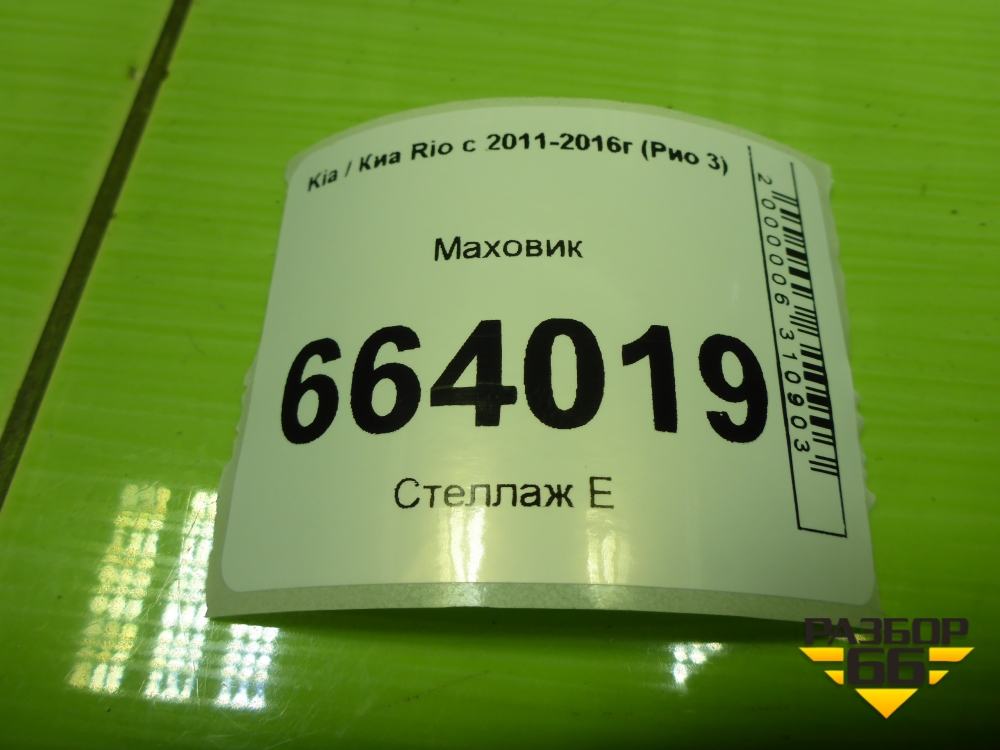 Kia / Киа Rio с 2011-2016г (Рио 3)
Маховик
664019
Стеллаж Е
2000006310903
РАЗБОР
66